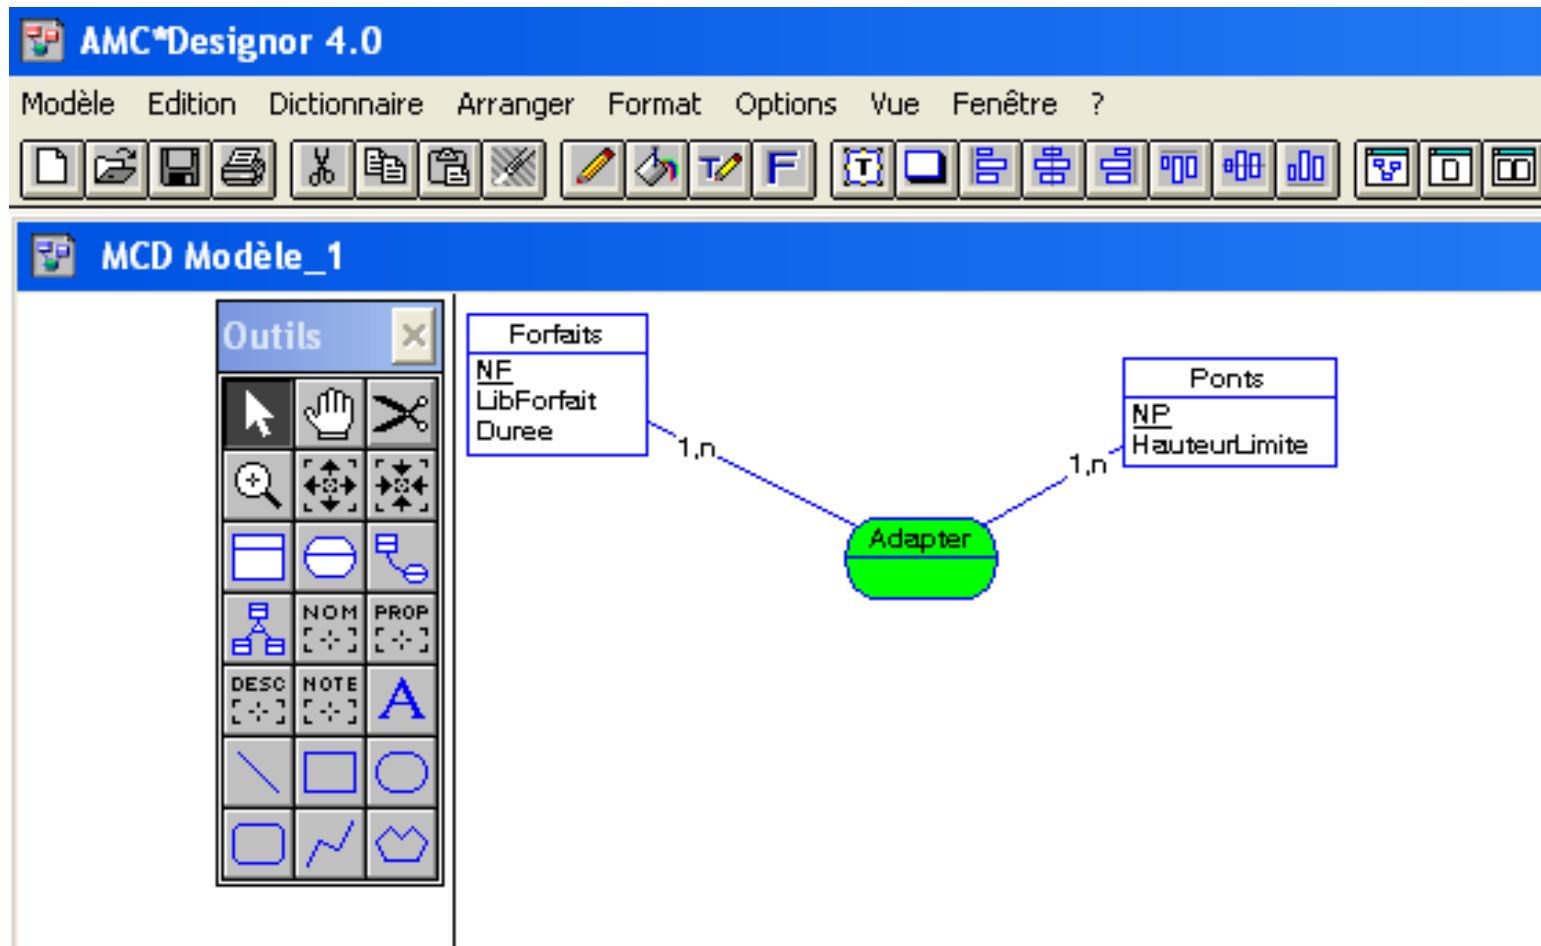 AMC*Designor 4.0
Modèle Edition Dictionnaire Arranger Format Options Vue Fenêtre ?
T F T
MCD Modèle_1
Outils
NOM PROP
DESC NOTE A
Forfaits
NF
LibForfait
Duree
1,n
Adapter
1,n
Ponts
NP
HauteurLimite